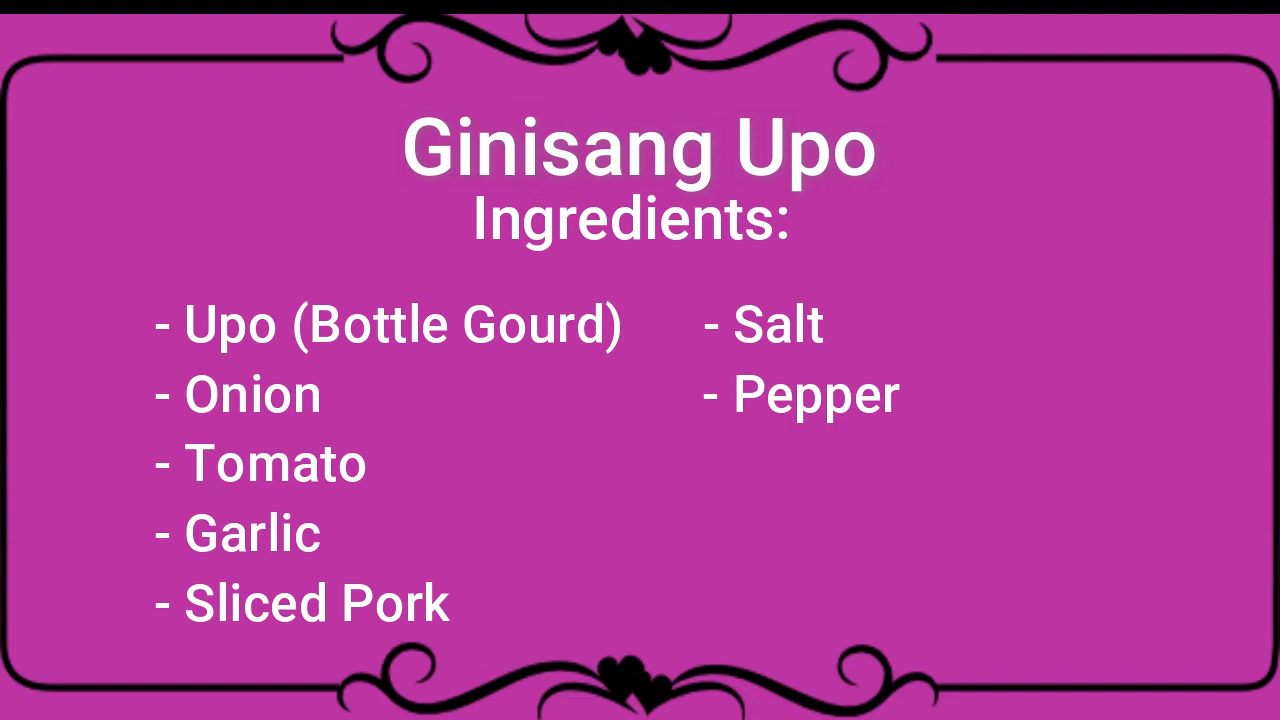 Ginisang Upo
Ingredients:
- Upo (Bottle Gourd)
- Onion
- Tomato
- Garlic
- Sliced Pork
- Salt
- Pepper